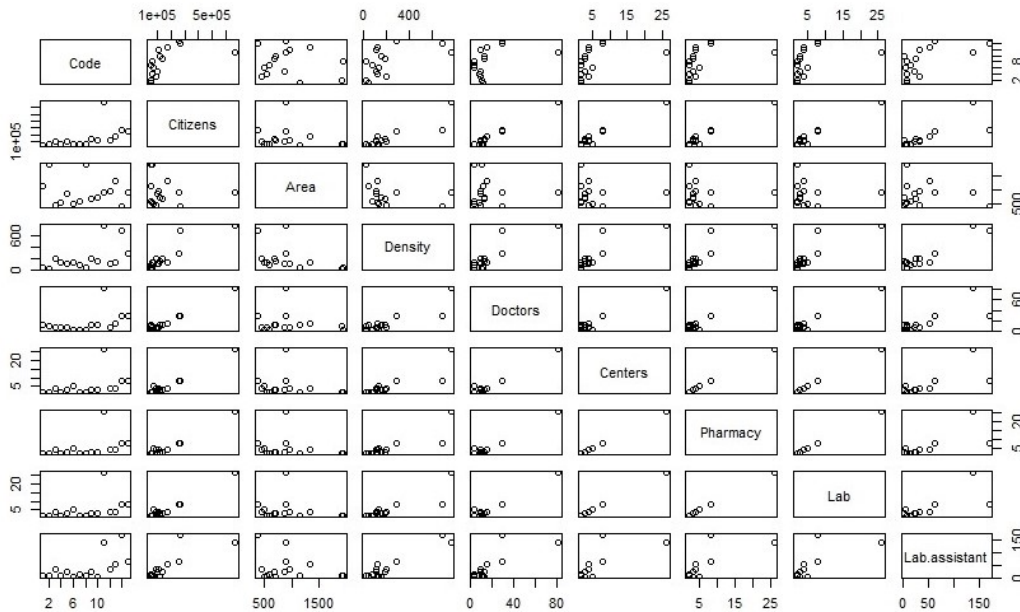 1e+05 5e+05 0 400 5 15 25 5 15 25
Code 2 8
1e+05 Citizens
Area 500
0 600 Density
Doctors 0 60
5 20 Centers
Pharmacy 5 20
5 20 Lab
Lab.assistant 0 150
2 6 10 500 1500 0 40 80 5 15 25 0 50 150